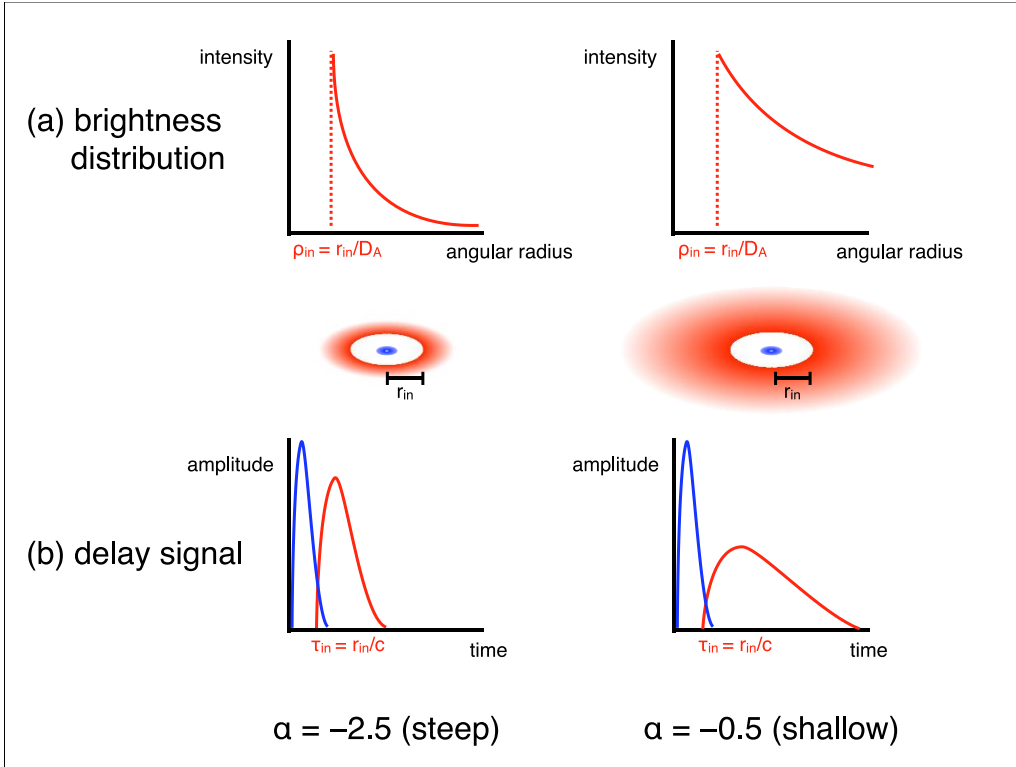 intensity
intensity
(a) brightness
distribution
ρin = rin/DA
angular radius
ρin = rin/DA
angular radius
rin
rin
amplitude
amplitude
(b) delay signal
τin = rin/c
time
τin = rin/c
time
α = –2.5 (steep)
α = –0.5 (shallow)